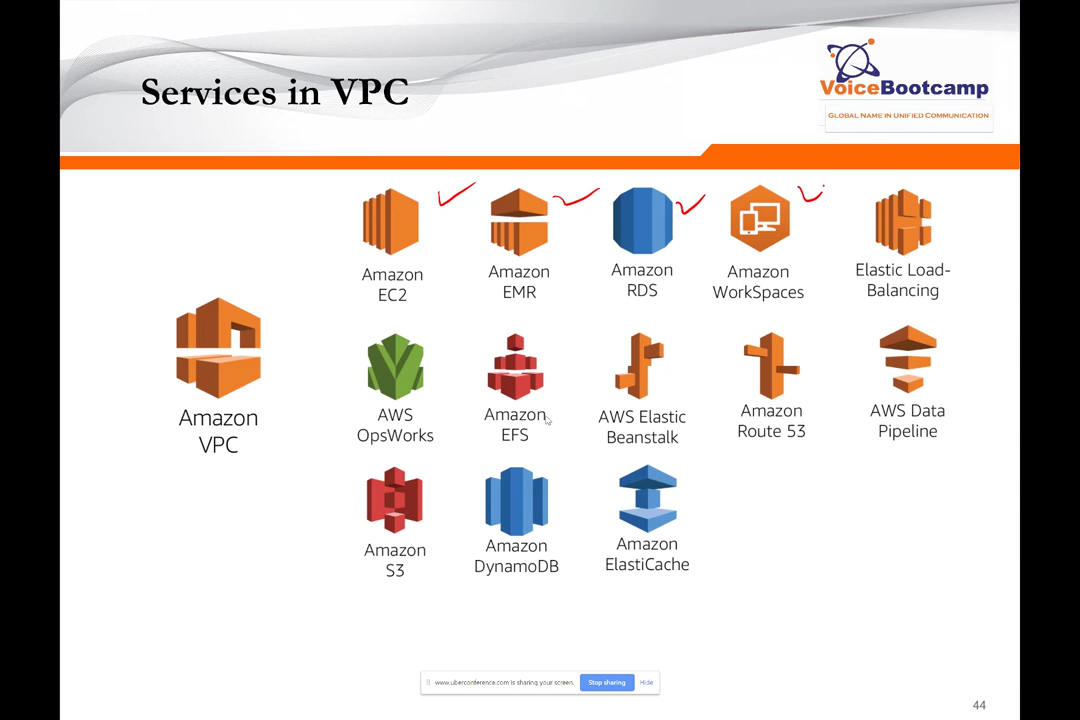 Services in VPC
VoiceBootcamp
GLOBAL NAME IN UNIFIED COMMUNICATION
Amazon
VPC
Amazon
EC2
Amazon
EMR
Amazon
RDS
Amazon
WorkSpaces
Elastic Load-
Balancing
AWS
OpsWorks
Amazon
EFS
AWS Elastic
Beanstalk
Amazon
Route 53
AWS Data
Pipeline
Amazon
S3
Amazon
DynamoDB
Amazon
ElastiCache
www.uberconference.com is sharing your screen.
Stop sharing
Hide
44